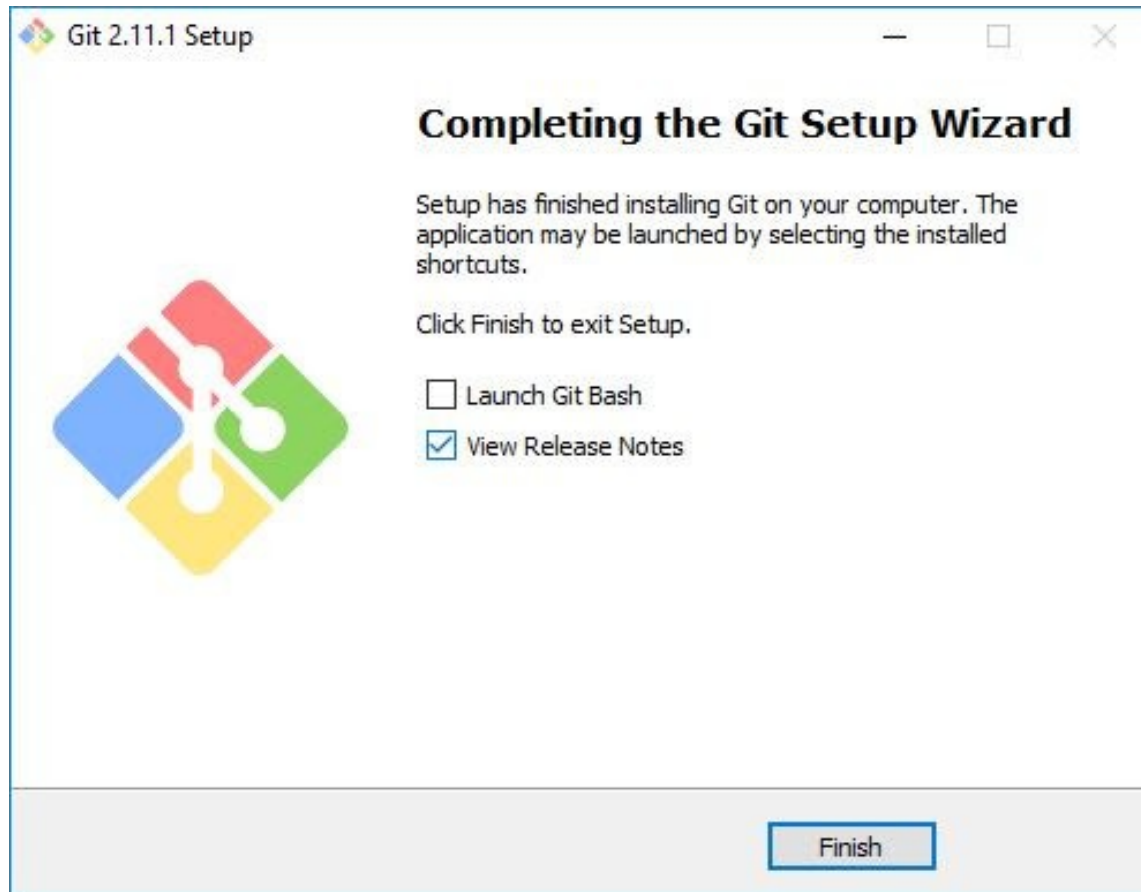 Git 2.11.1 Setup
Completing the Git Setup Wizard
Setup has finished installing Git on your computer. The
application may be launched by selecting the installed
shortcuts.
Click Finish to exit Setup.
Launch Git Bash
View Release Notes
Finish